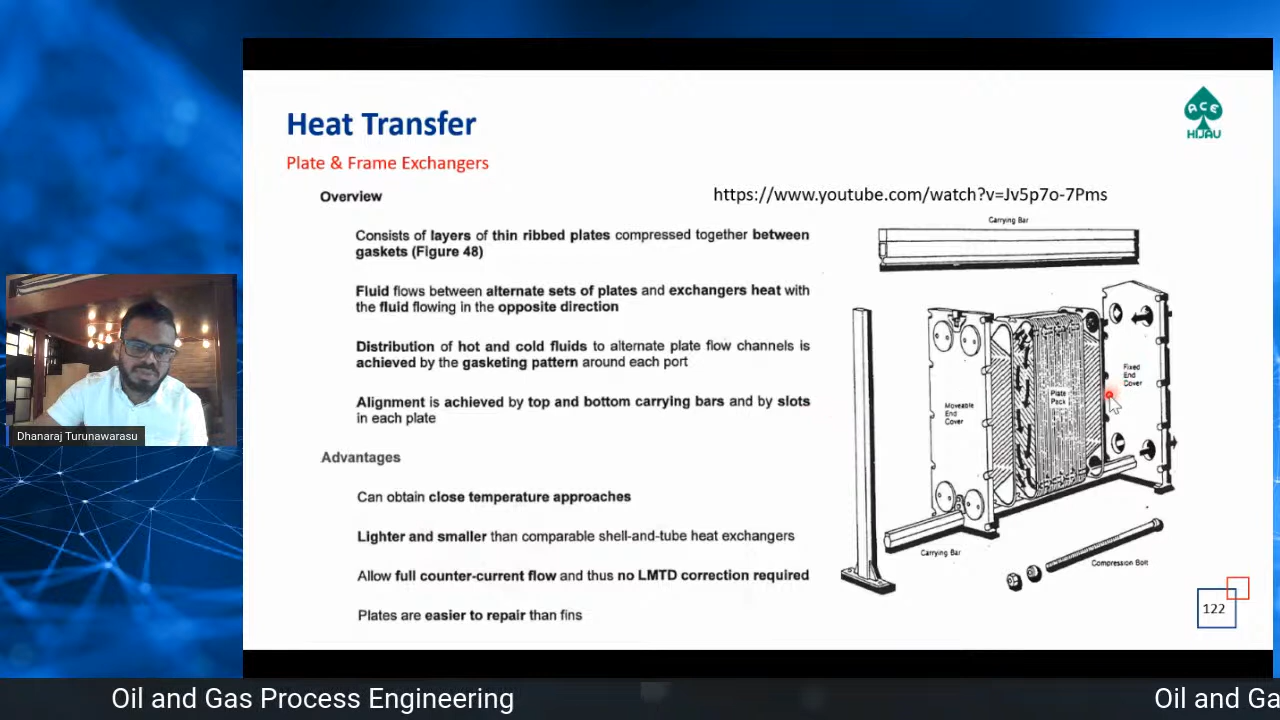 ACE
HIJAU
Heat Transfer
Plate & Frame Exchangers
Overview
https://www.youtube.com/watch?v=Jv5p7o-7Pms
Consists of layers of thin ribbed plates compressed together between
gaskets (Figure 48)
Fluid flows between alternate sets of plates and exchangers heat with
the fluid flowing in the opposite direction
Distribution of hot and cold fluids to alternate plate flow channels is
achieved by the gasketing pattern around each port
Alignment is achieved by top and bottom carrying bars and by slots
in each plate
Advantages
Can obtain close temperature approaches
Lighter and smaller than comparable shell-and-tube heat exchangers
Allow full counter-current flow and thus no LMTD correction required
Plates are easier to repair than fins
Carrying Bar
Fixed
End
Cover
Plate
Pack
Moveable
End
Cover
Carrying Bar
Compression Bolt
122
Dhanaraj Turunawarasu
Oil and Gas Process Engineering
Oil and Ga